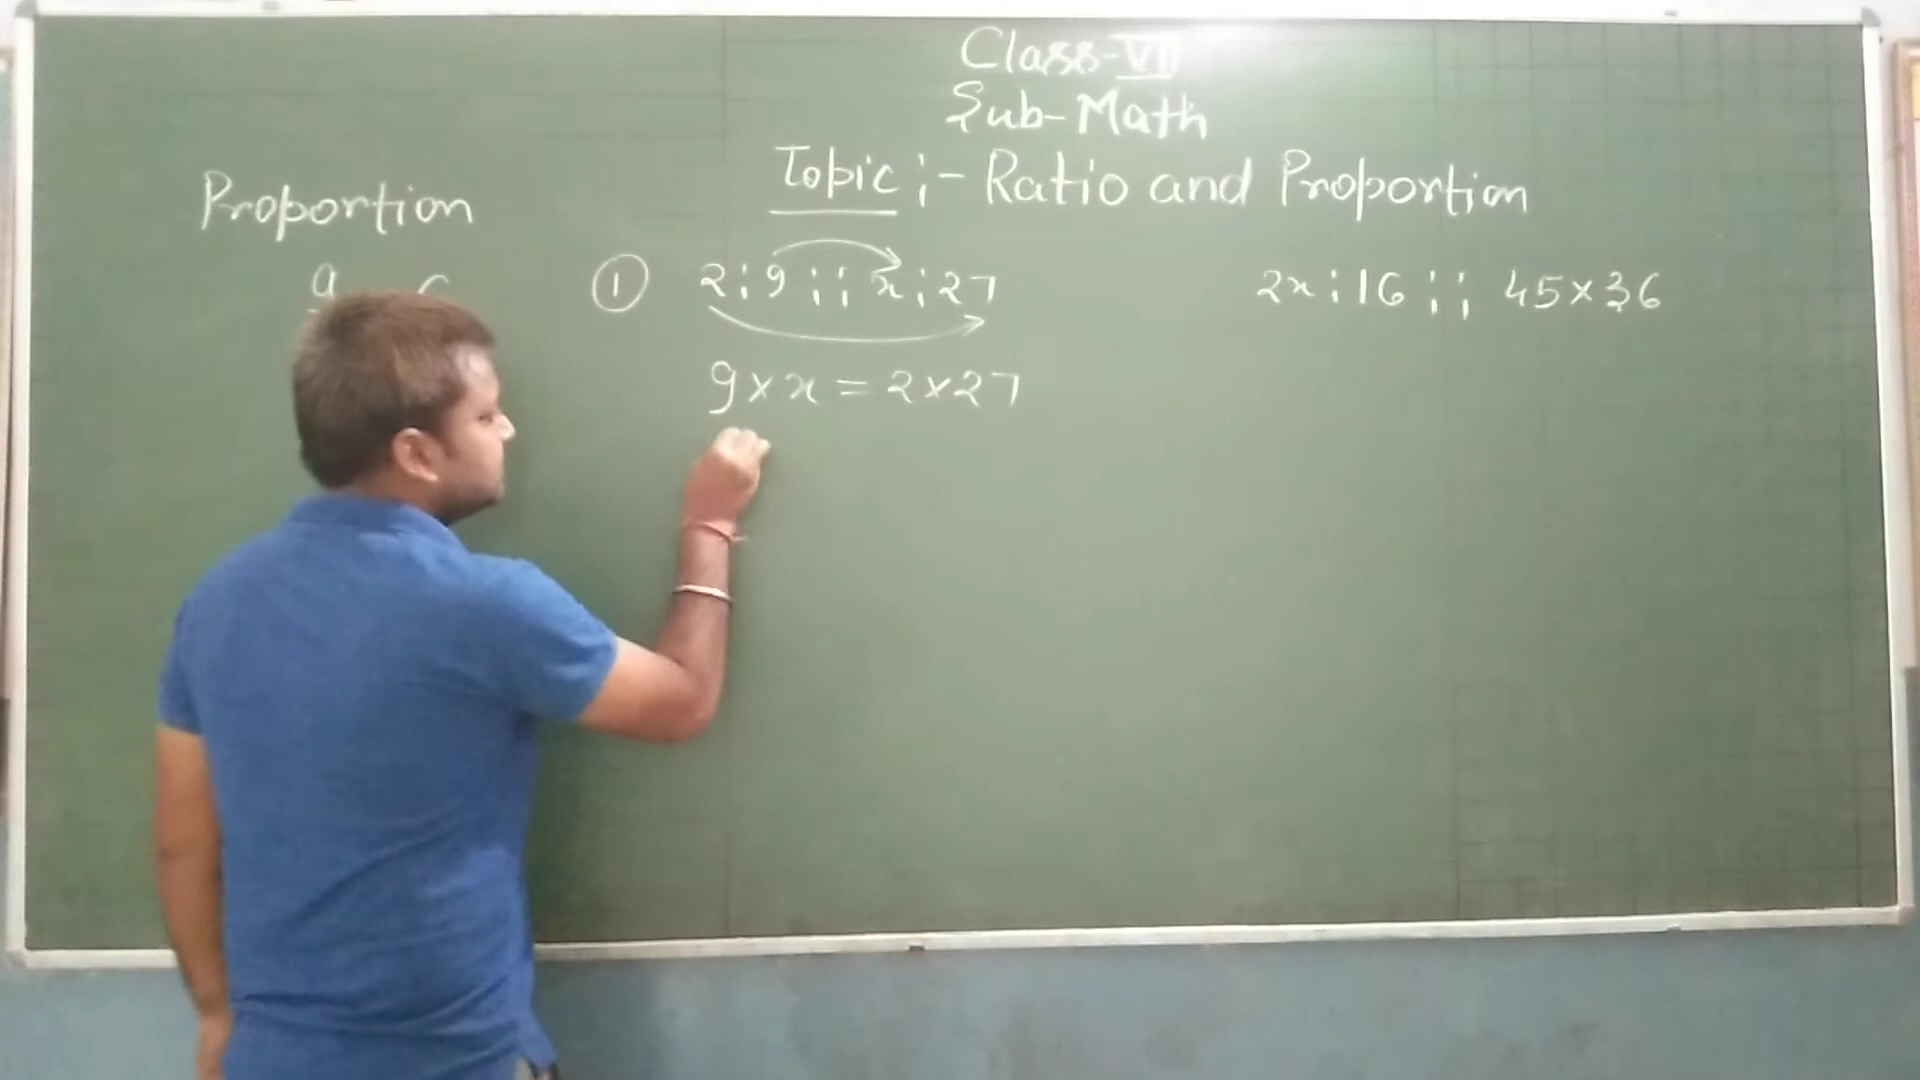 Class-VII
Sub-Math
Topic :- Ratio and Proportion
Proportion
① 2:9 :: x:27
9×x = 2×27
2x:16 :: 45×36